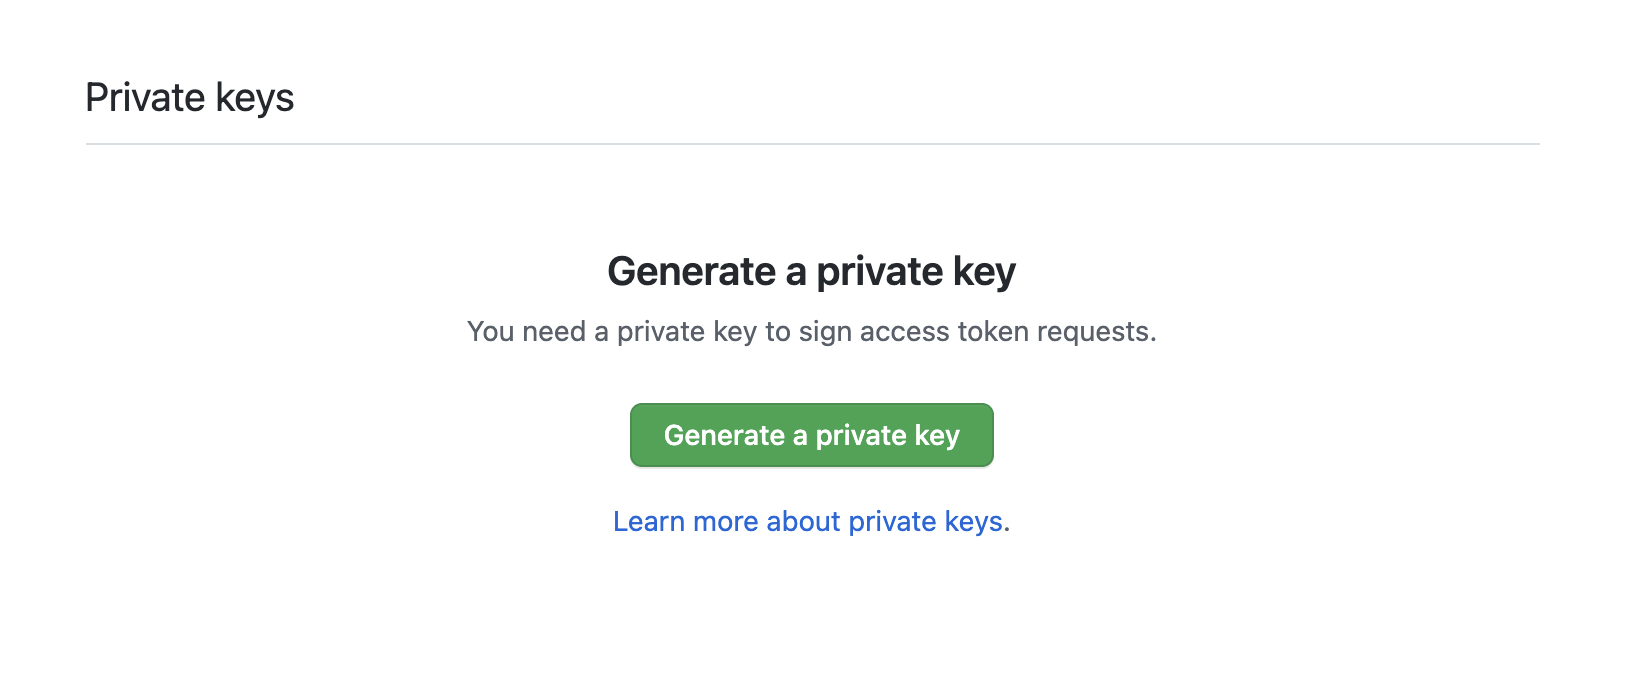 Private keys
Generate a private key
You need a private key to sign access token requests.
Generate a private key
Learn more about private keys.